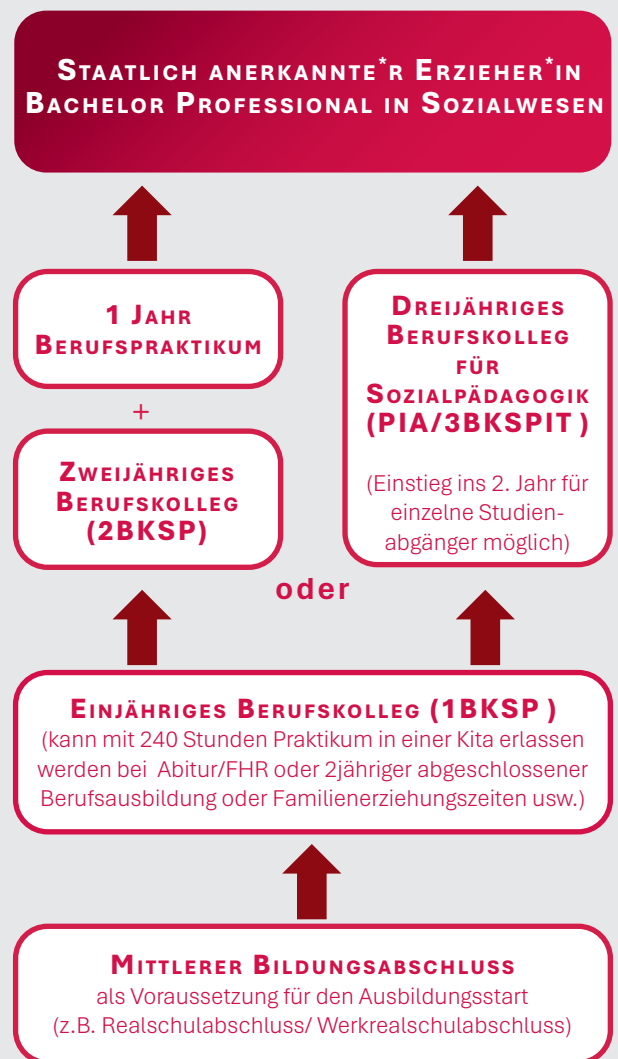 Staatlich anerkannte*r Erzieher*in
Bachelor Professional in Sozialwesen
1 Jahr
Berufspraktikum
+
Zweijähriges
Berufskolleg
(2BKSP)
Dreijähriges
Berufskolleg
für
Sozialpädagogik
(PIA/3BKSPIT )
(Einstieg ins 2. Jahr für
einzelne Studien-
abgänger möglich)
oder
Einjähriges Berufskolleg (1BKSP )
(kann mit 240 Stunden Praktikum in einer Kita erlassen
werden bei Abitur/FHR oder 2jähriger abgeschlossener
Berufsausbildung oder Familienerziehungszeiten usw.)
Mittlerer Bildungsabschluss
als Voraussetzung für den Ausbildungsstart
(z.B. Realschulabschluss/ Werkrealschulabschluss)